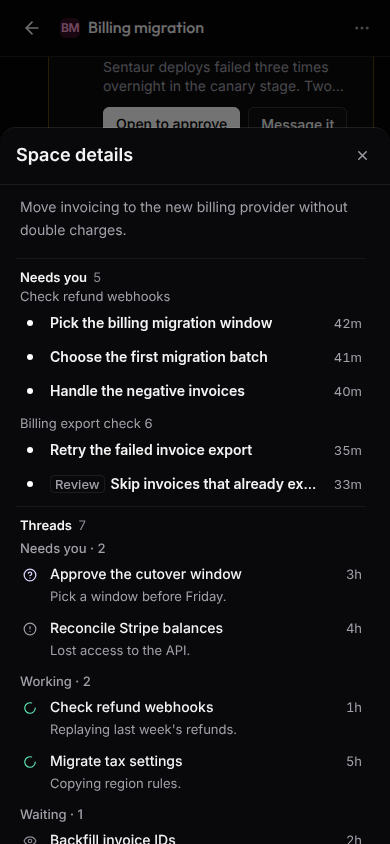 BM Billing migration
Sentaur deploys failed three times
overnight in the canary stage. Two...
Open to approve
Message it
Space details
Move invoicing to the new billing provider without
double charges.
Needs you 5
Check refund webhooks
Pick the billing migration window 42m
Choose the first migration batch 41m
Handle the negative invoices 40m
Billing export check 6
Retry the failed invoice export 35m
Review Skip invoices that already ex... 33m
Threads 7
Needs you · 2
Approve the cutover window 3h
Pick a window before Friday.
Reconcile Stripe balances 4h
Lost access to the API.
Working · 2
Check refund webhooks 1h
Replaying last week's refunds.
Migrate tax settings 5h
Copying region rules.
Waiting · 1
Backfill invoice IDs 2h